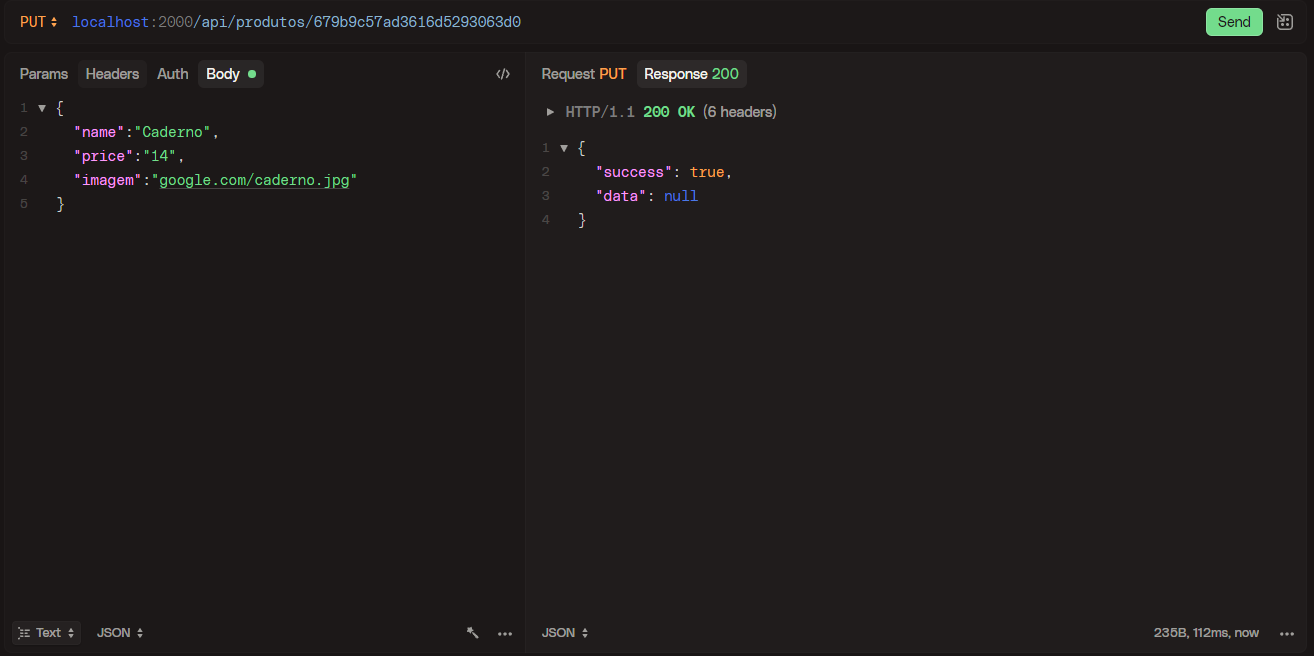 PUT localhost:2000/api/produtos/679b9c57ad3616d5293063d0 Send
Params Headers Auth Body
1 {
2 "name":"Caderno",
3 "price":"14",
4 "imagem":"google.com/caderno.jpg"
5 }
Text JSON
Request PUT Response 200
HTTP/1.1 200 OK (6 headers)
1 {
2 "success": true,
3 "data": null
4 }
JSON 235B, 112ms, now